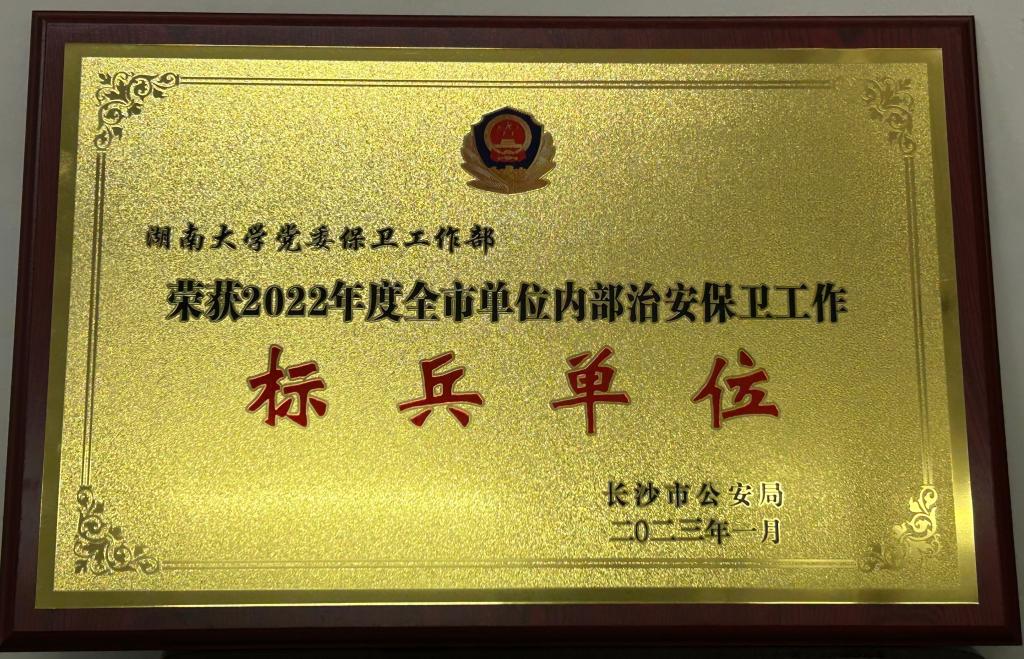 湖南大学党委保卫工作部
荣获2022年度全市单位内部治安保卫工作
标兵单位
长沙市公安局
二〇二三年一月